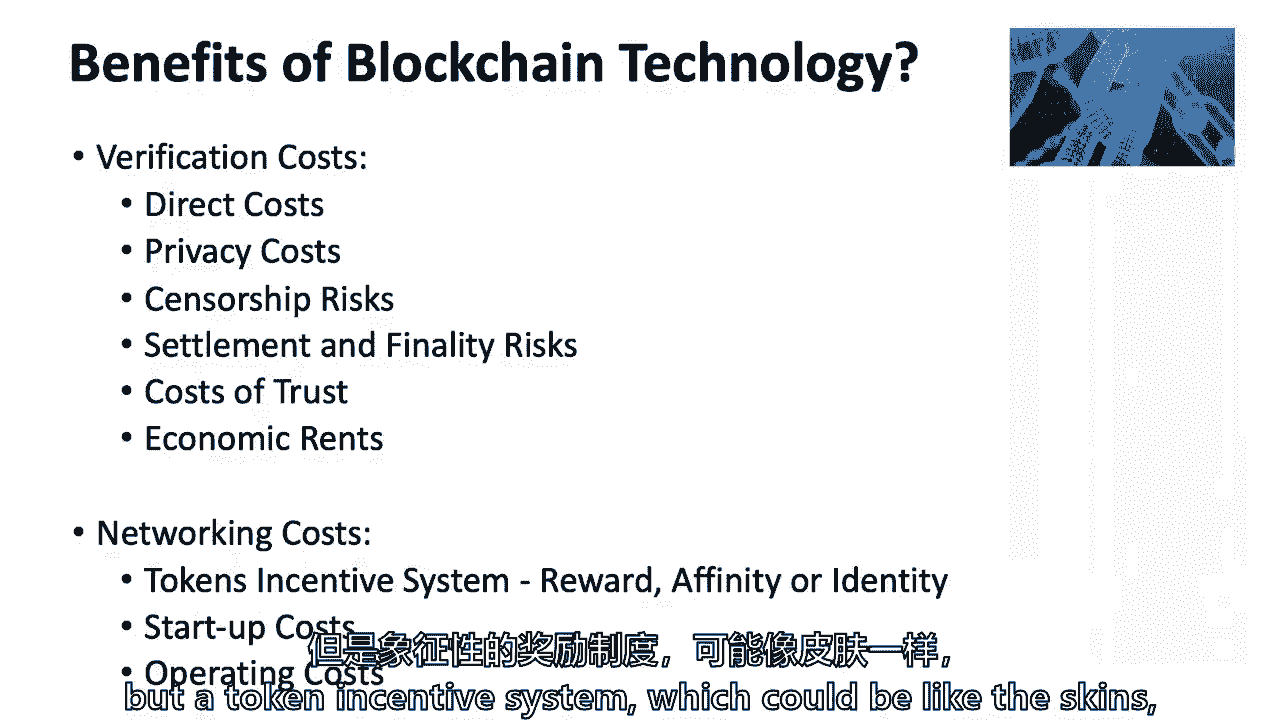 Benefits of Blockchain Technology?
• Verification Costs:
• Direct Costs
• Privacy Costs
• Censorship Risks
• Settlement and Finality Risks
• Costs of Trust
• Economic Rents
• Networking Costs:
• Tokens Incentive System - Reward, Affinity or Identity
• Start-up Costs
• Operating Costs
但是象征性的奖励制度，可能像皮肤一样，
but a token incentive system, which could be like the skins,